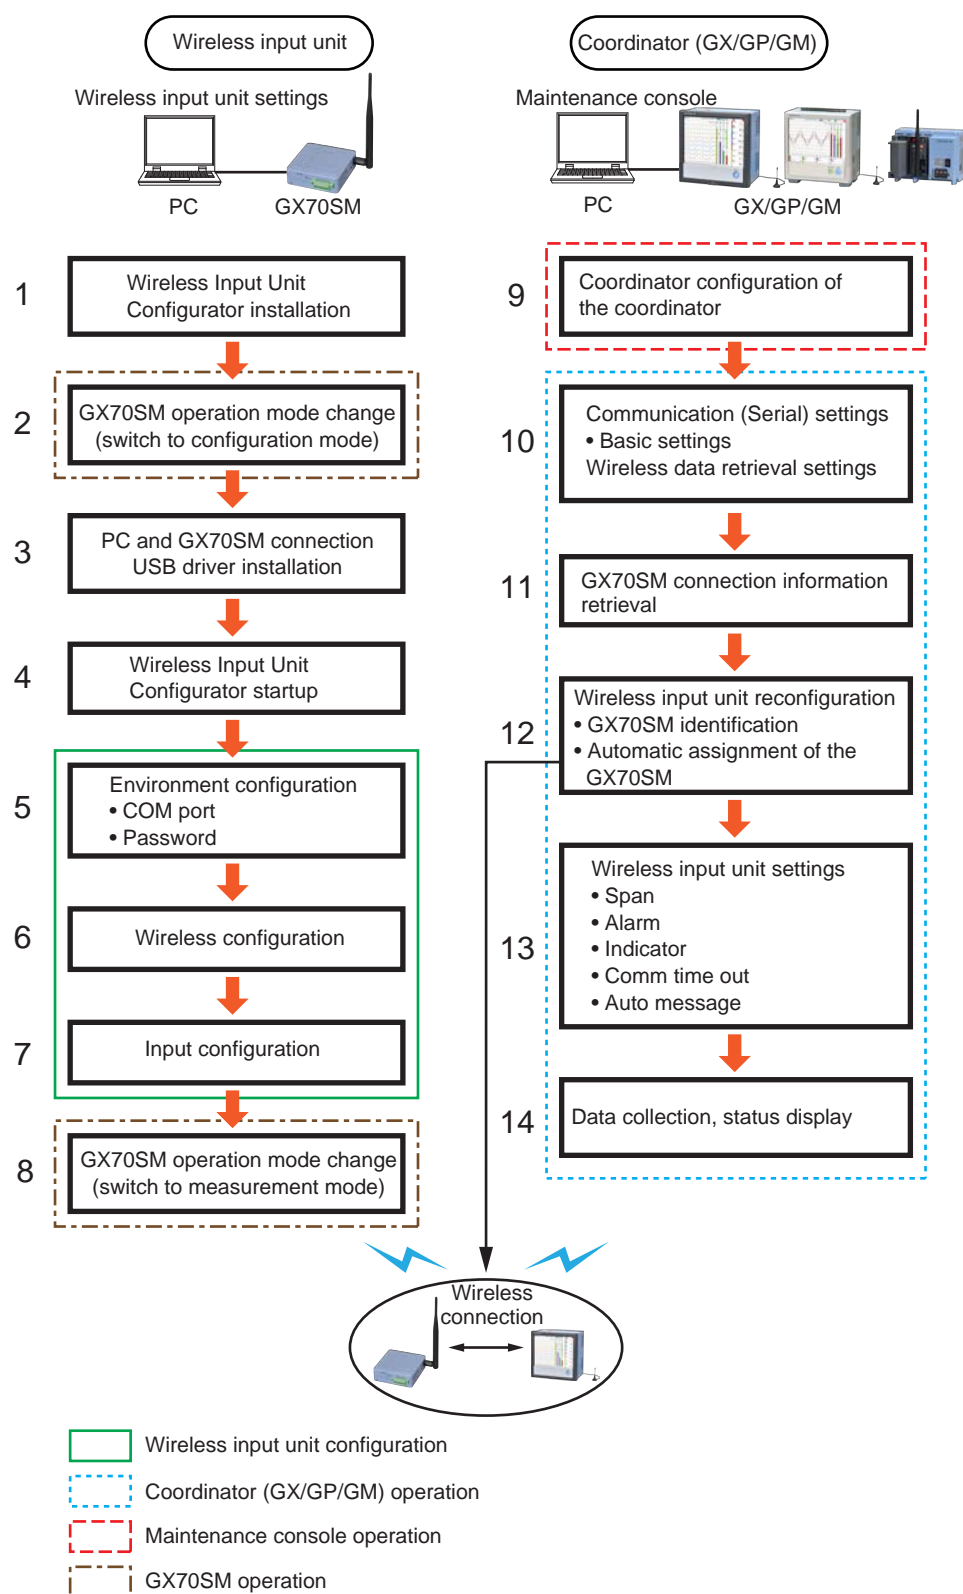 Wireless input unit
Coordinator (GX/GP/GM)
Wireless input unit settings
PC
GX70SM
Maintenance console
PC
GX/GP/GM
1
Wireless Input Unit
Configurator installation
2
GX70SM operation mode change
(switch to configuration mode)
3
PC and GX70SM connection
USB driver installation
4
Wireless Input Unit
Configurator startup
5
Environment configuration
• COM port
• Password
6
Wireless configuration
7
Input configuration
8
GX70SM operation mode change
(switch to measurement mode)
9
Coordinator configuration of
the coordinator
10
Communication (Serial) settings
• Basic settings
Wireless data retrieval settings
11
GX70SM connection information
retrieval
12
Wireless input unit reconfiguration
• GX70SM identification
• Automatic assignment of the
GX70SM
13
Wireless input unit settings
• Span
• Alarm
• Indicator
• Comm time out
• Auto message
14
Data collection, status display
Wireless
connection
Wireless input unit configuration
Coordinator (GX/GP/GM) operation
Maintenance console operation
GX70SM operation